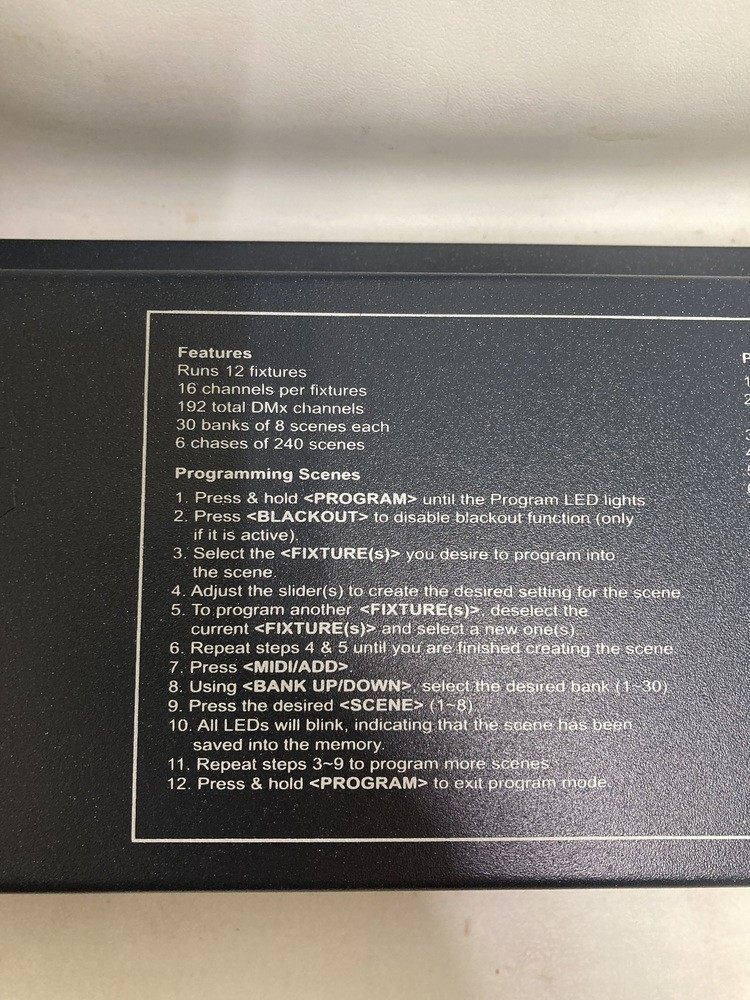 Features
Runs 12 fixtures
16 channels per fixtures
192 total DMx channels
30 banks of 8 scenes each
6 chases of 240 scenes
Programming Scenes
1. Press & hold <PROGRAM> until the Program LED lights
2. Press <BLACKOUT> to disable blackout function (only
if it is active).
3. Select the <FIXTURE(s)> you desire to program into
the scene.
4. Adjust the slider(s) to create the desired setting for the scene.
5. To program another <FIXTURE(s)>, deselect the
current <FIXTURE(s)> and select a new one(s).
6. Repeat steps 4 & 5 until you are finished creating the scene.
7. Press <MIDI/ADD>.
8. Using <BANK UP/DOWN>, select the desired bank (1~30).
9. Press the desired <SCENE> (1~8).
10. All LEDs will blink, indicating that the scene has been
saved into the memory.
11. Repeat steps 3~9 to program more scenes.
12. Press & hold <PROGRAM> to exit program mode.
P
1
2